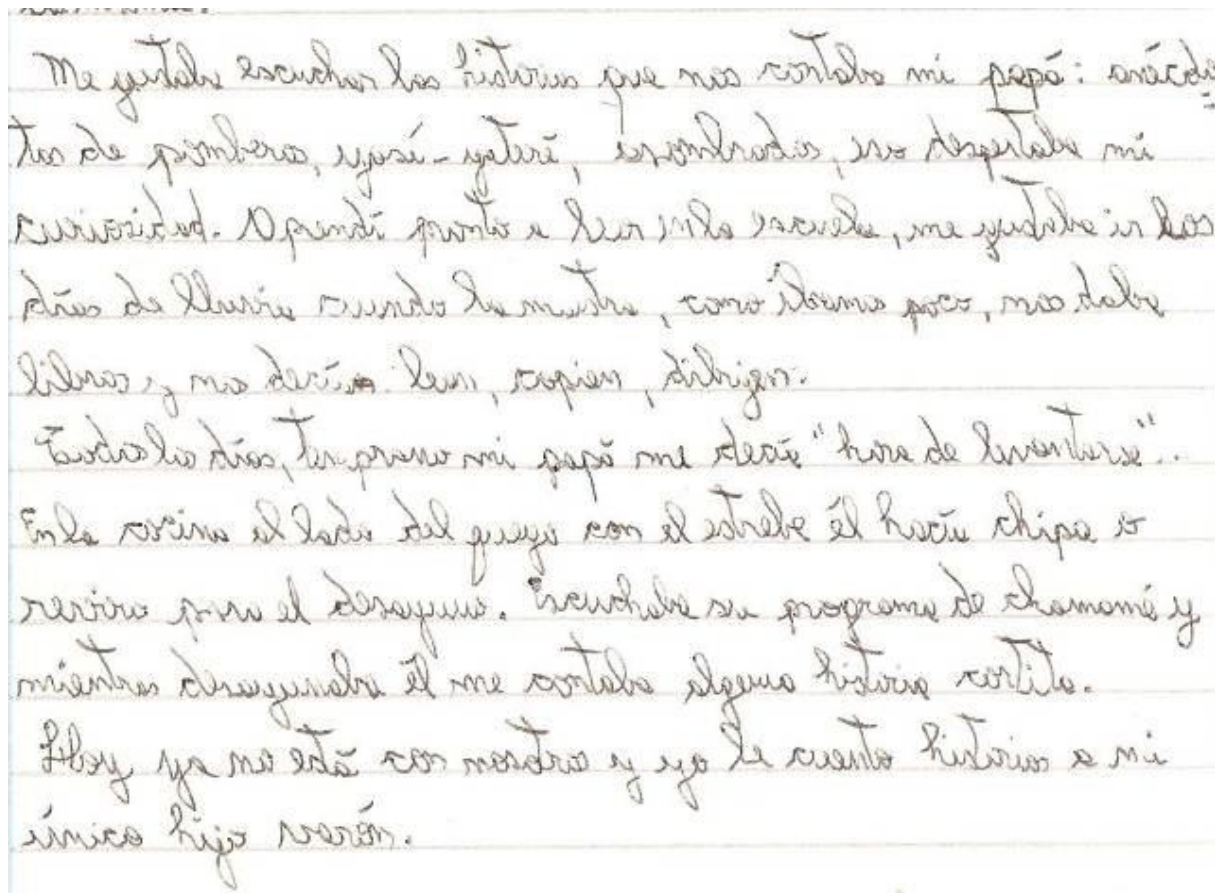 Me gustaba escuchar las historias que nos contaba mi papá: anécdo
tas de pombero, yasí-yateré, asombrados, eso despertaba mi
curiosidad. Aprendí pronto a leer en la escuela, me gustaba ir los
días de lluvia cuando la maestra, como íbamos poco, nos daba
libros y nos decía lean, copien, dibujen.
Todos los días, temprano mi papá me decía "hora de levantarse"..
En la cocina al lado del fuego con el estrebe él hacía chipa o
reviro para el desayuno. Escuchaba su programa de chamamé y
mientras desayunaba él me contaba alguna historia cortita.
Hoy ya no está con nosotros y yo le cuento historias a mi
único hijo varón.